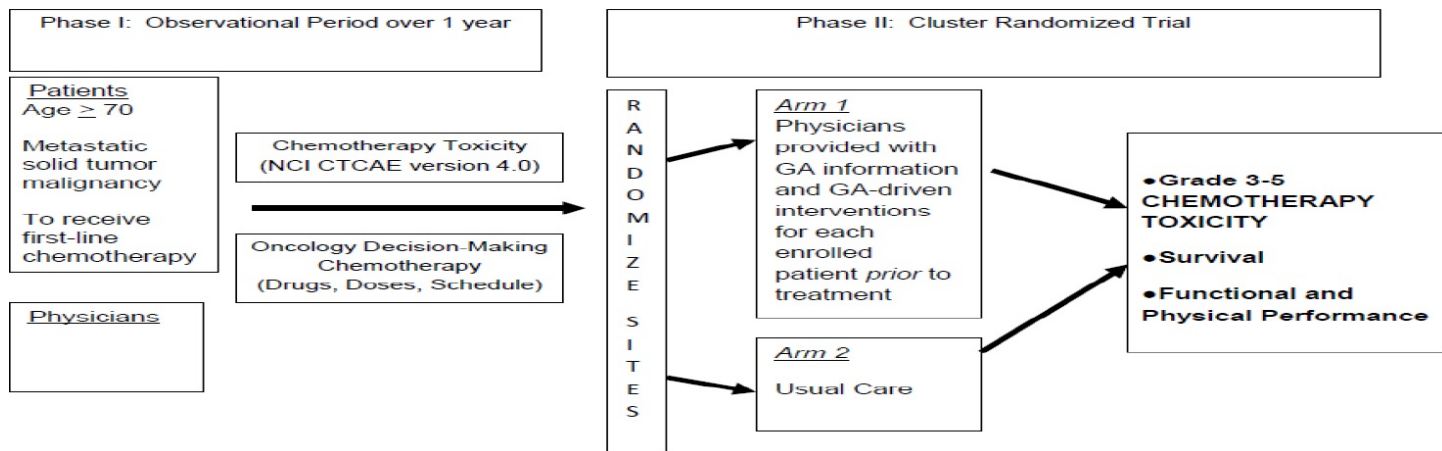 Phase I: Observational Period over 1 year
Patients
Age ≥ 70
Metastatic
solid tumor
malignancy
To receive
first-line
chemotherapy
Physicians
Chemotherapy Toxicity
(NCI CTCAE version 4.0)
Oncology Decision-Making
Chemotherapy
(Drugs, Doses, Schedule)
Phase II: Cluster Randomized Trial
R
A
N
D
O
M
I
Z
E
S
I
T
E
S
Arm 1
Physicians
provided with
GA information
and GA-driven
interventions
for each
enrolled
patient prior to
treatment
Arm 2
Usual Care
●Grade 3-5
CHEMOTHERAPY
TOXICITY
●Survival
●Functional and
Physical Performance